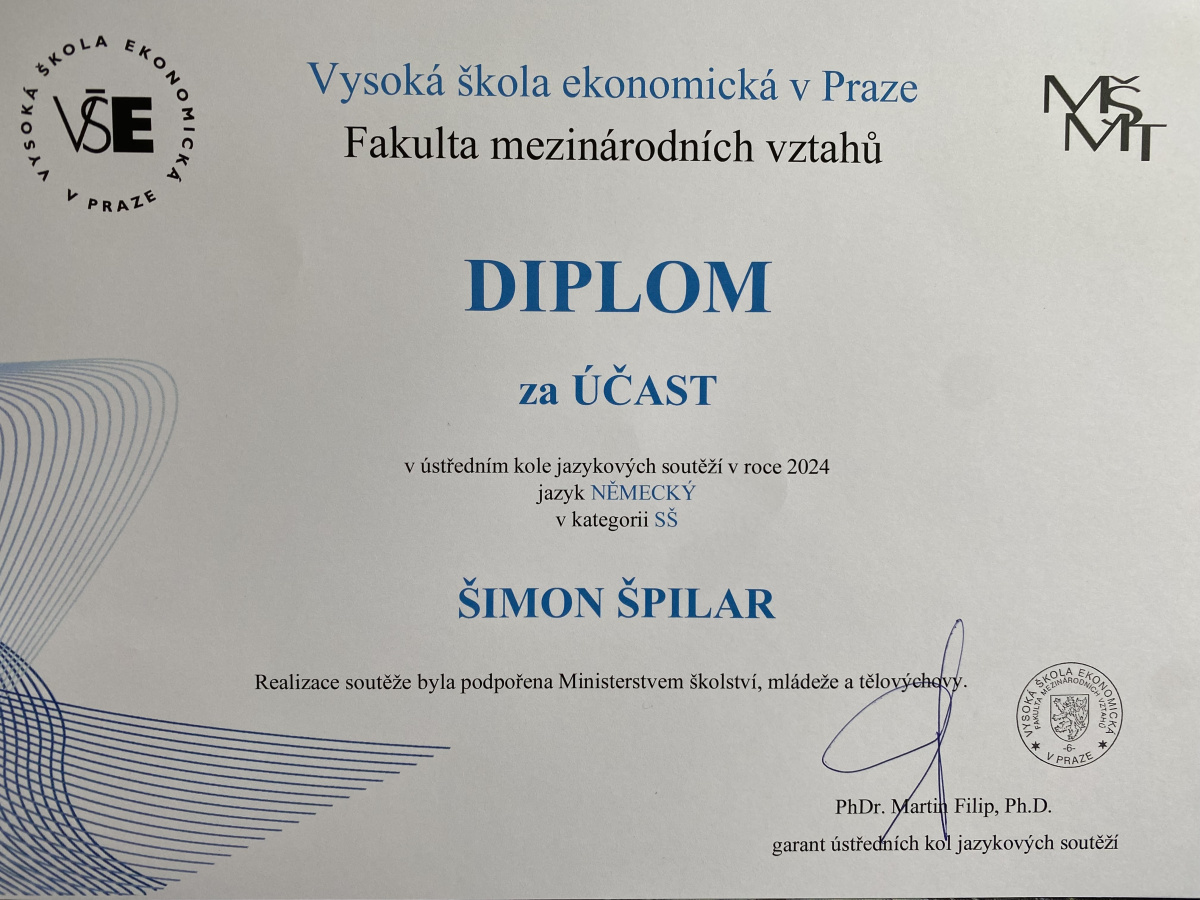 VYSOKÁ ŠKOLA EKONOMICKÁ V PRAZE
VŠE
Vysoká škola ekonomická v Praze
Fakulta mezinárodních vztahů
MŠMT
DIPLOM
za ÚČAST
v ústředním kole jazykových soutěží v roce 2024
jazyk NĚMECKÝ
v kategorii SŠ
ŠIMON ŠPILAR
Realizace soutěže byla podpořena Ministerstvem školství, mládeže a tělovýchovy.
VYSOKÁ ŠKOLA EKONOMICKÁ V PRAZE
FAKULTA MEZINÁRODNÍCH VZTAHŮ
-6-
PhDr. Martin Filip, Ph.D.
garant ústředních kol jazykových soutěží